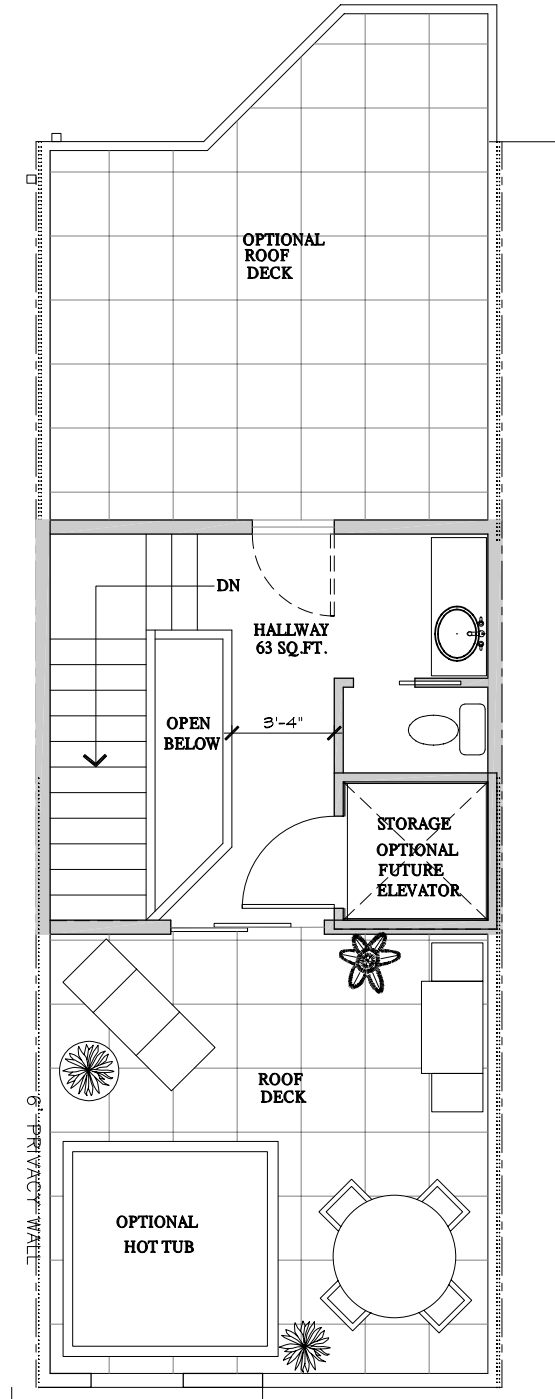 OPTIONAL
ROOF
DECK
DN
HALLWAY
63 SQ.FT.
OPEN
BELOW
3'-4"
STORAGE
OPTIONAL
FUTURE
ELEVATOR
ROOF
DECK
6' PRIVACY WALL
OPTIONAL
HOT TUB